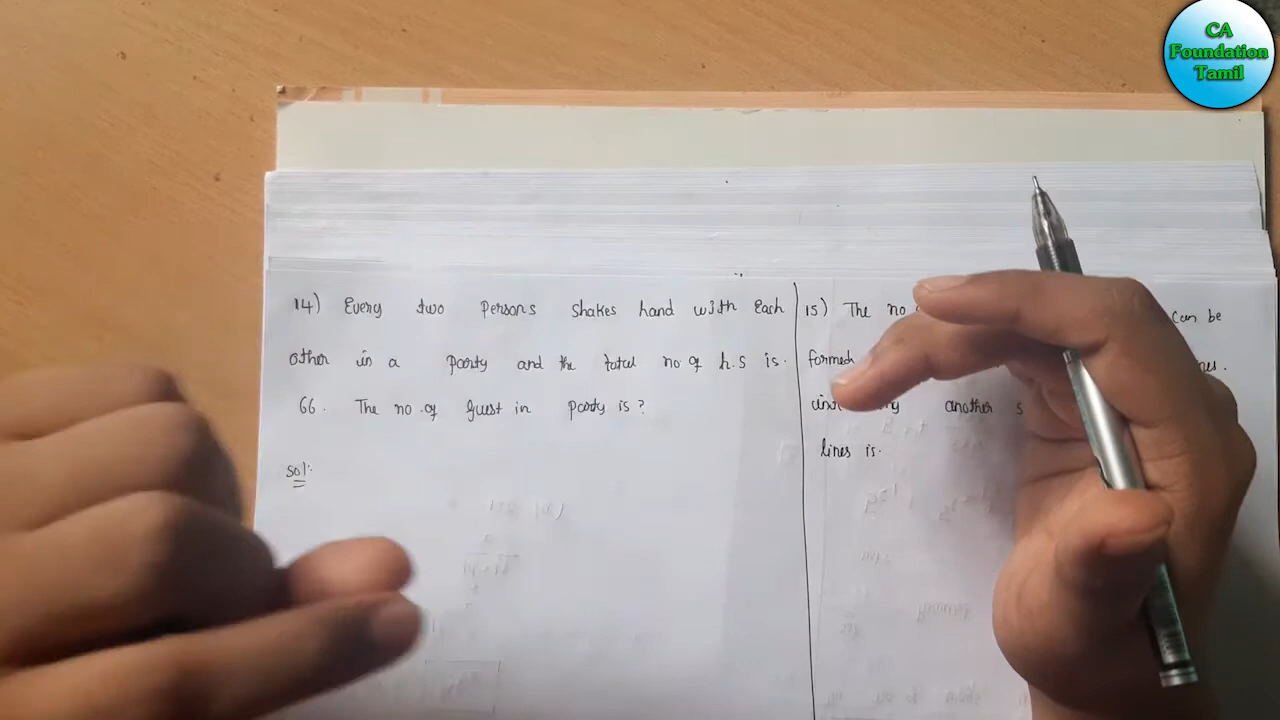 CA
Foundation
Tamil
14) Every two persons shakes hand with Each
other in a party and the total no of h.s is.
66. The no. of guest in party is?
Sol:
15) The no can be
formed
another s
lines is.